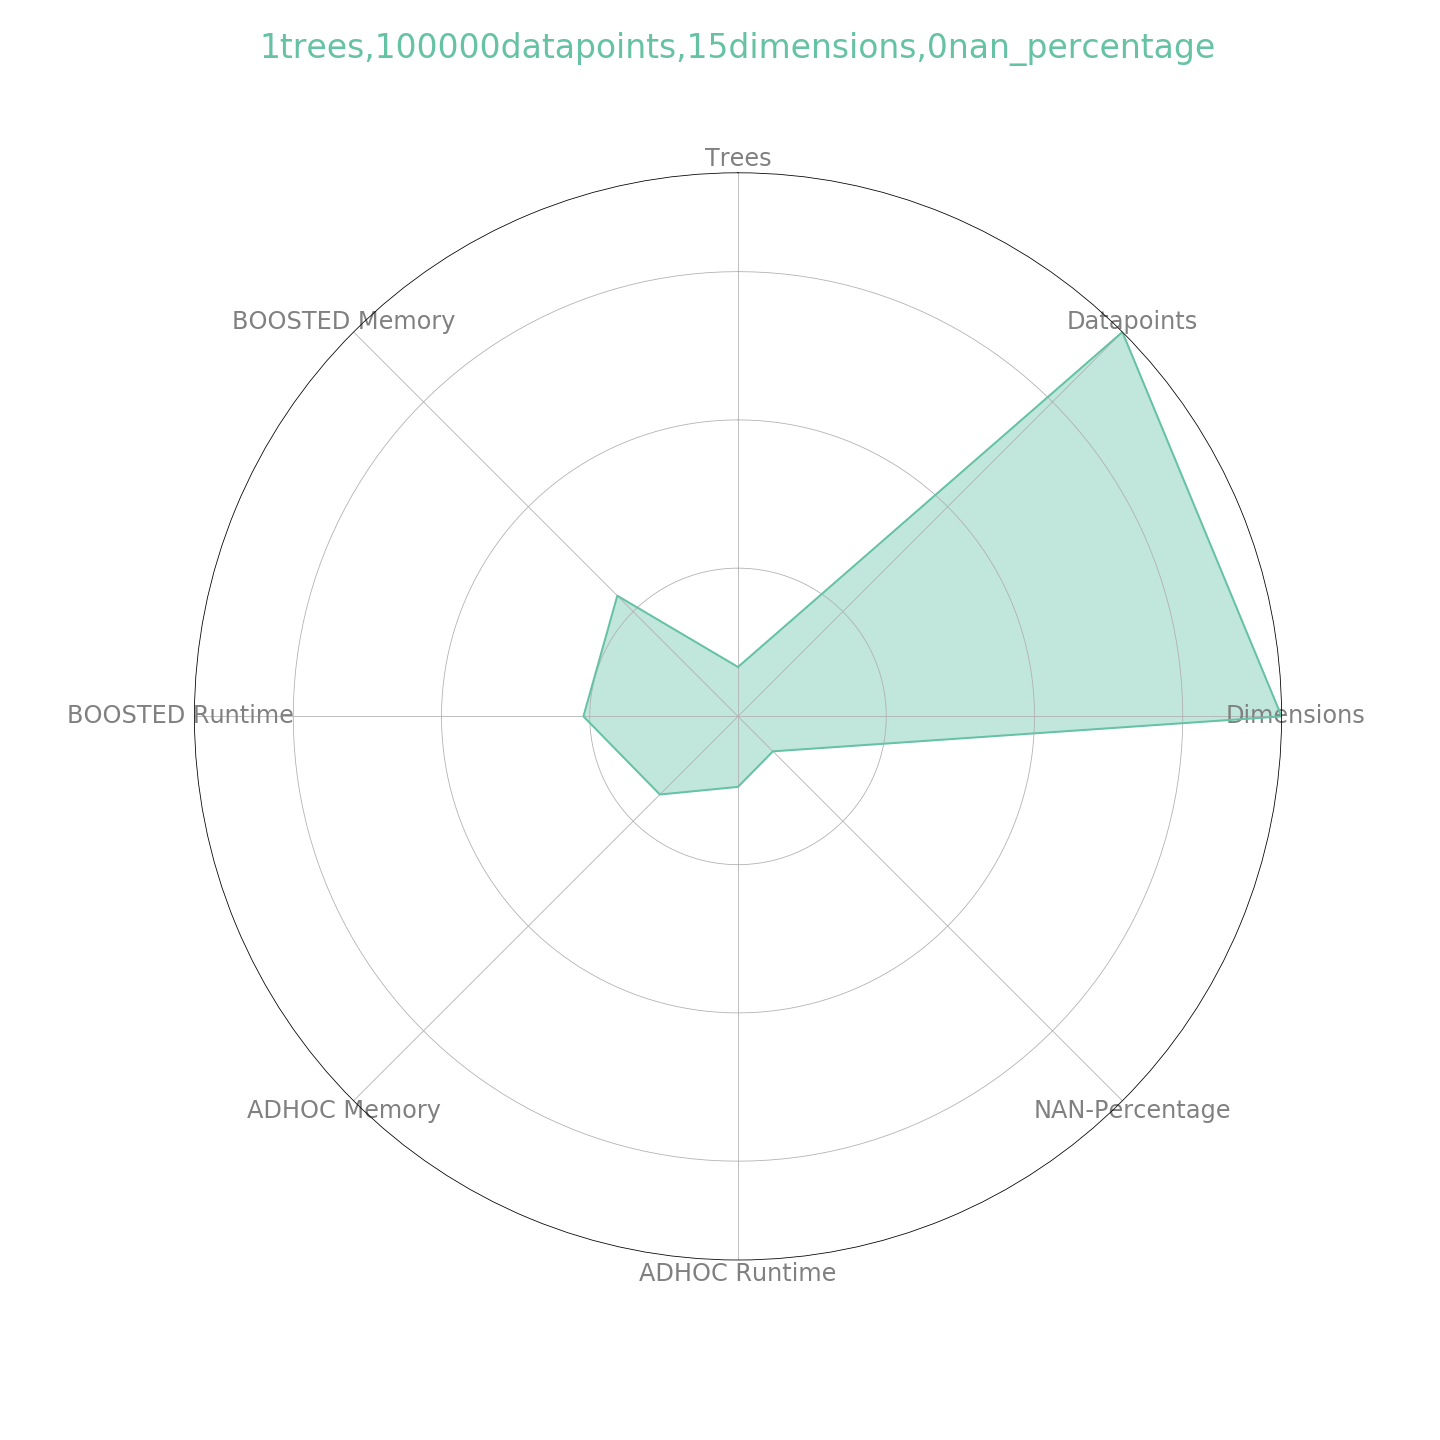 1trees,100000datapoints,15dimensions,0nan_percentage
Trees
BOOSTED Memory
Datapoints
BOOSTED Runtime
Dimensions
ADHOC Memory
NAN-Percentage
ADHOC Runtime